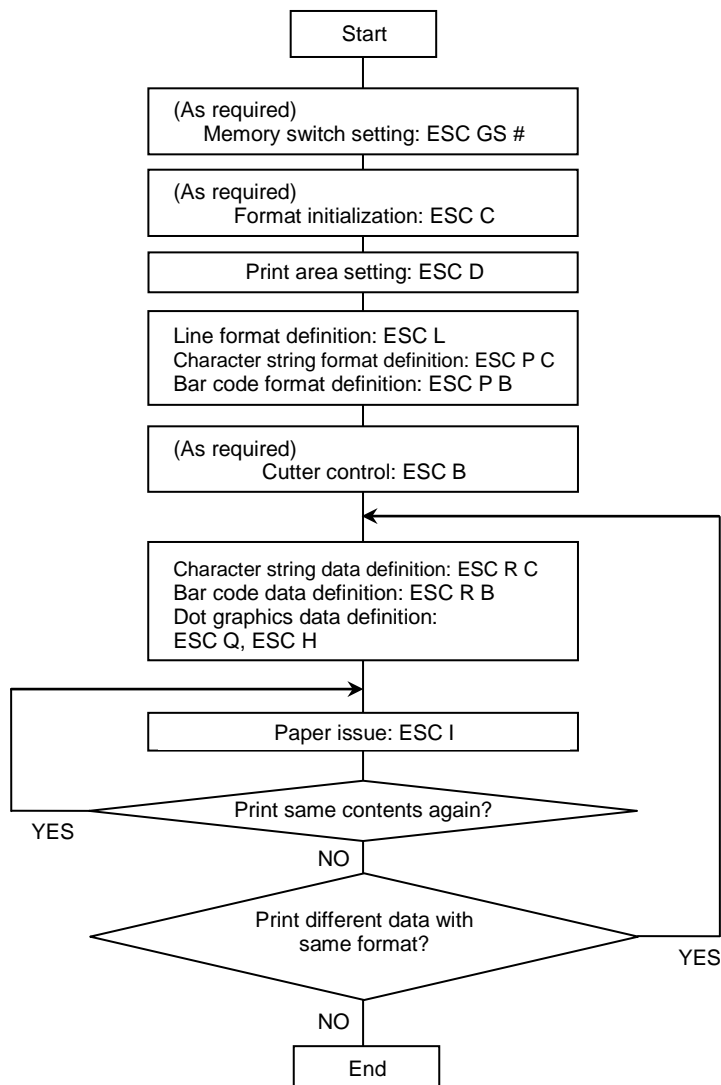 Start
(As required)
Memory switch setting: ESC GS #
(As required)
Format initialization: ESC C
Print area setting: ESC D
Line format definition: ESC L
Character string format definition: ESC P C
Bar code format definition: ESC P B
(As required)
Cutter control: ESC B
Character string data definition: ESC R C
Bar code data definition: ESC R B
Dot graphics data definition:
ESC Q, ESC H
Paper issue: ESC I
Print same contents again?
YES
NO
Print different data with
same format?
YES
NO
End